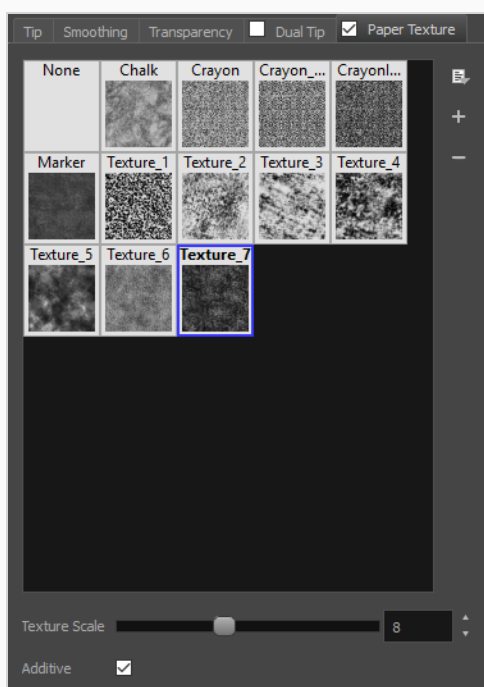 Tip Smoothing Transparency Dual Tip Paper Texture
None Chalk Crayon Crayon_... Crayonl...
Marker Texture_1 Texture_2 Texture_3 Texture_4
Texture_5 Texture_6 Texture_7
Texture Scale 8
Additive